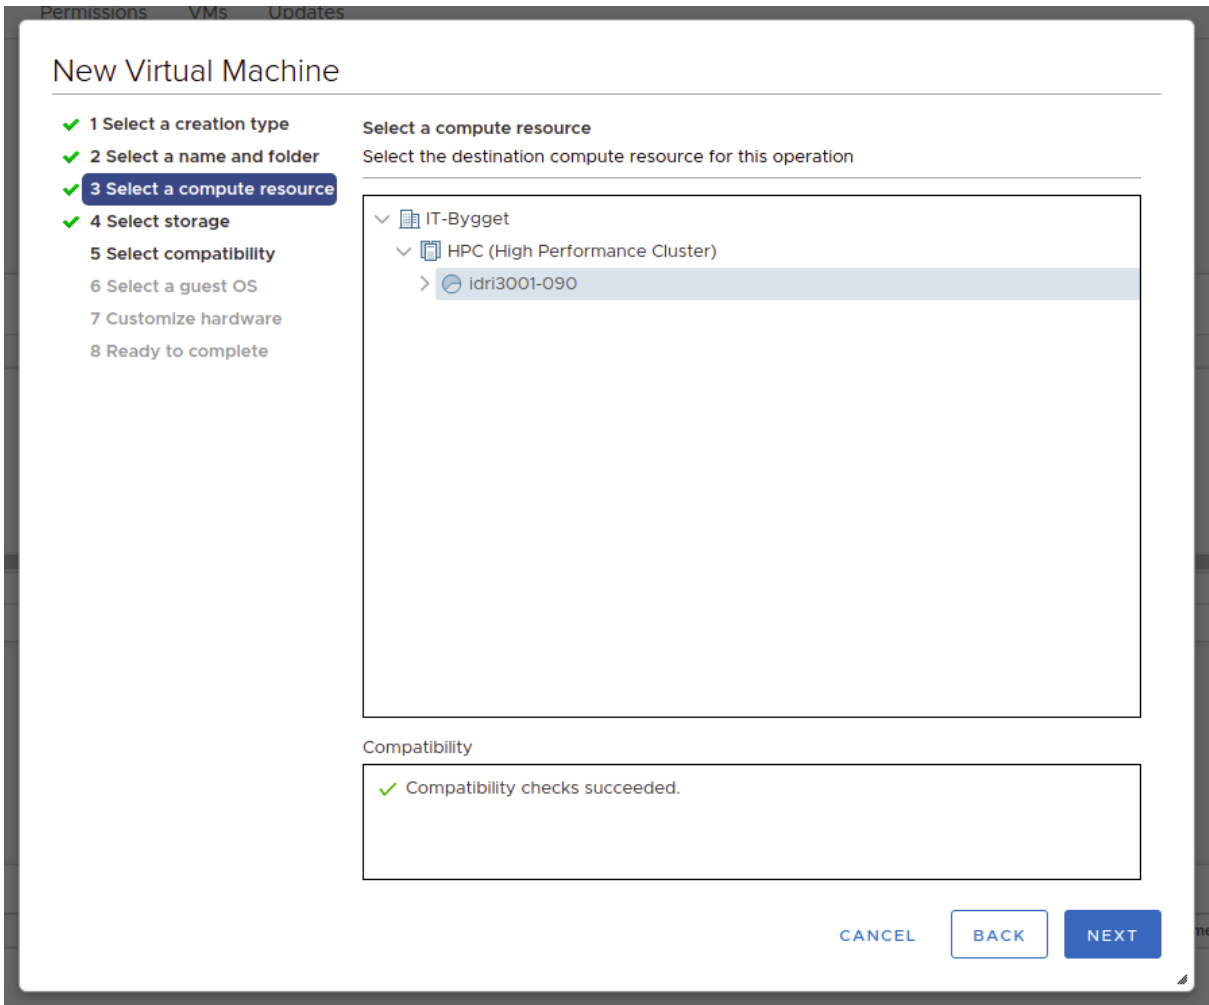 Permissions VMs Updates
New Virtual Machine
1 Select a creation type
2 Select a name and folder
3 Select a compute resource
4 Select storage
5 Select compatibility
6 Select a guest OS
7 Customize hardware
8 Ready to complete
Select a compute resource
Select the destination compute resource for this operation
IT-Bygget
HPC (High Performance Cluster)
idri3001-090
Compatibility
Compatibility checks succeeded.
CANCEL BACK NEXT